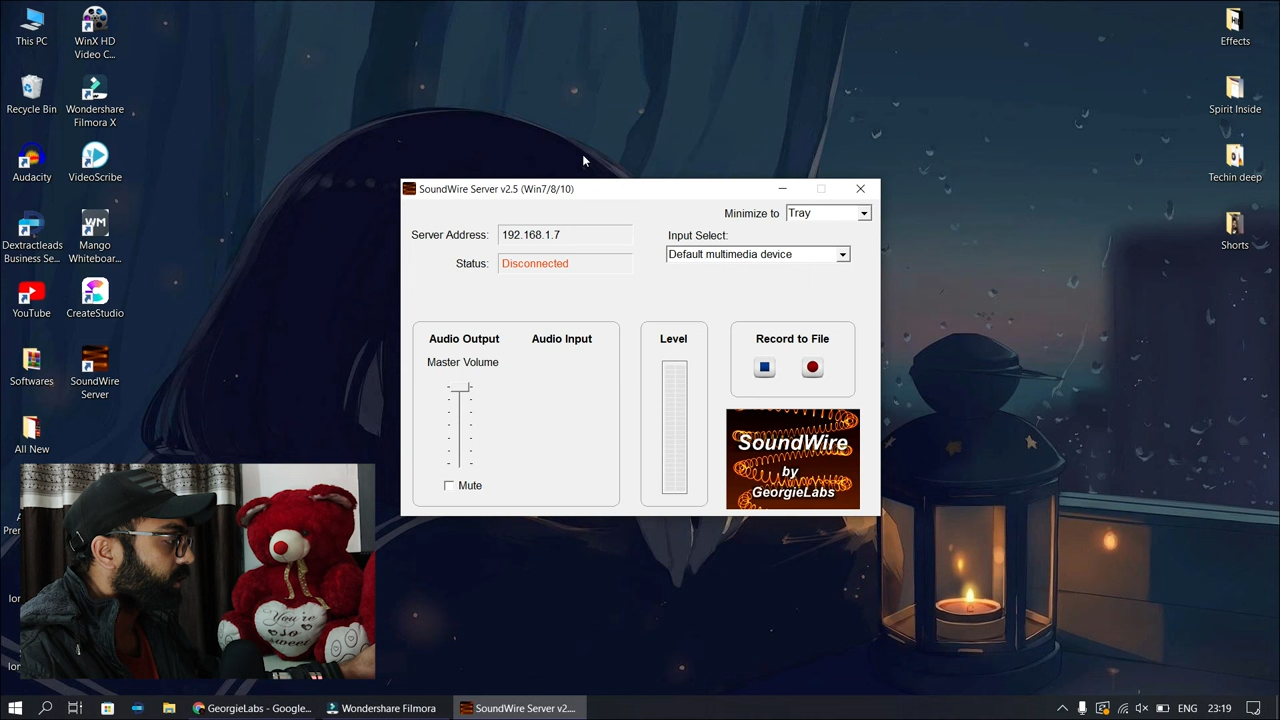 This PC
WinX HD
Video C...
Recycle Bin
Wondershare
Filmora X
Audacity
VideoScribe
Dextractleads
Business Se...
Mango
Whiteboar...
YouTube
CreateStudio
Softwares
SoundWire
Server
All New
Effects
Spirit Inside
Techin deep
Shorts
SoundWire Server v2.5 (Win7/8/10)
Minimize to
Tray
Server Address:
192.168.1.7
Input Select:
Default multimedia device
Status:
Disconnected
Audio Output
Audio Input
Master Volume
Mute
Level
Record to File
SoundWire
by
GeorgieLabs
You're
so
sweet
GeorgieLabs - Google...
Wondershare Filmora
SoundWire Server v2....
ENG
23:19